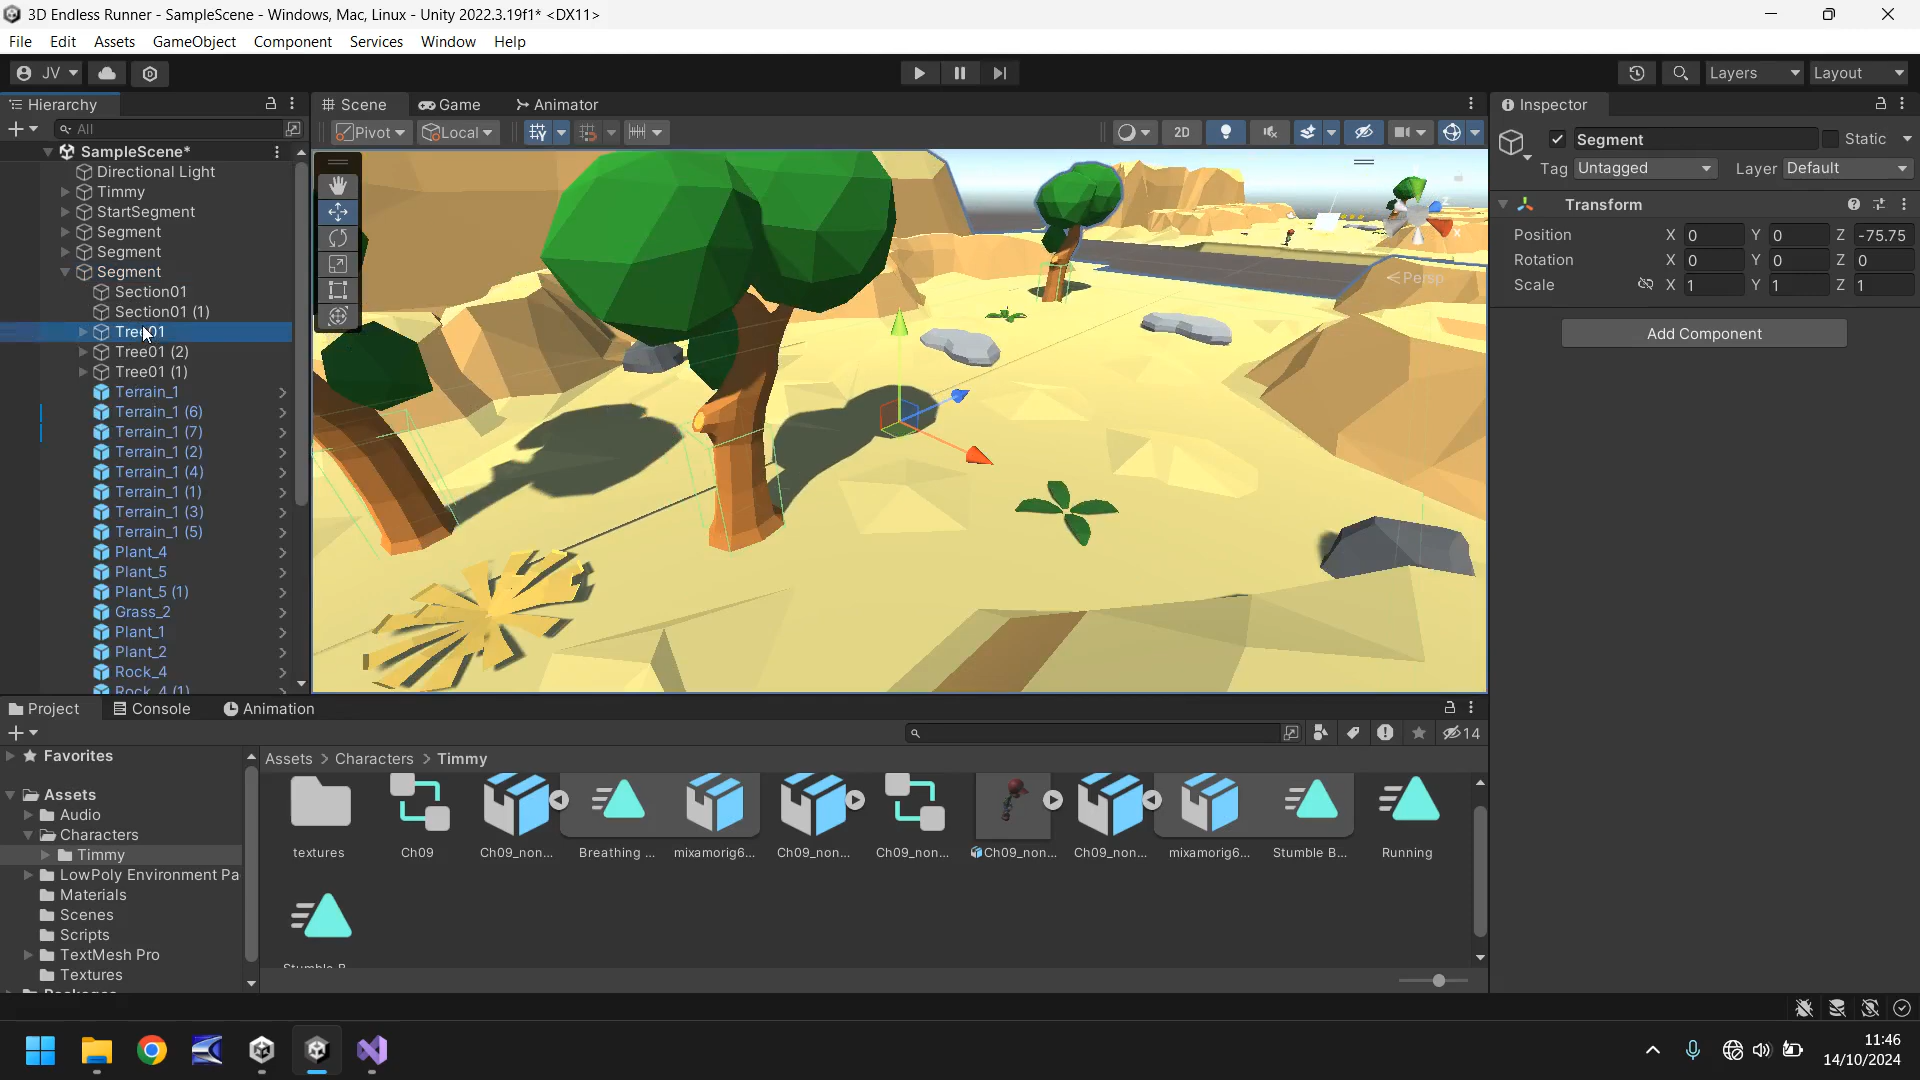 3D Endless Runner - SampleScene - Windows, Mac, Linux - Unity 2022.3.19f1* <DX11>
File Edit Assets GameObject Component Services Window Help
JV Layers Layout
Hierarchy
All
SampleScene*
Directional Light
Timmy
StartSegment
Segment
Segment
Segment
Section01
Section01 (1)
Tree01
Tree01 (2)
Tree01 (1)
Terrain_1
Terrain_1 (6)
Terrain_1 (7)
Terrain_1 (2)
Terrain_1 (4)
Terrain_1 (1)
Terrain_1 (3)
Terrain_1 (5)
Plant_4
Plant_5
Plant_5 (1)
Grass_2
Plant_1
Plant_2
Rock_4
Rock_4 (1)
Scene Game Animator
Pivot Local 2D
Z
X
< Persp
Inspector
Segment Static
Tag Untagged Layer Default
Transform
Position X 0 Y 0 Z -75.75
Rotation X 0 Y 0 Z 0
Scale X 1 Y 1 Z 1
Add Component
Project Console Animation
14
Favorites
Assets
Audio
Characters
Timmy
LowPoly Environment Pa
Materials
Scenes
Scripts
TextMesh Pro
Textures
Packages
Assets > Characters > Timmy
textures Ch09 Ch09_non... Breathing ... mixamorig6... Ch09_non... Ch09_non... Ch09_non... Ch09_non... mixamorig6... Stumble B... Running
Stumble B...
11:46
14/10/2024